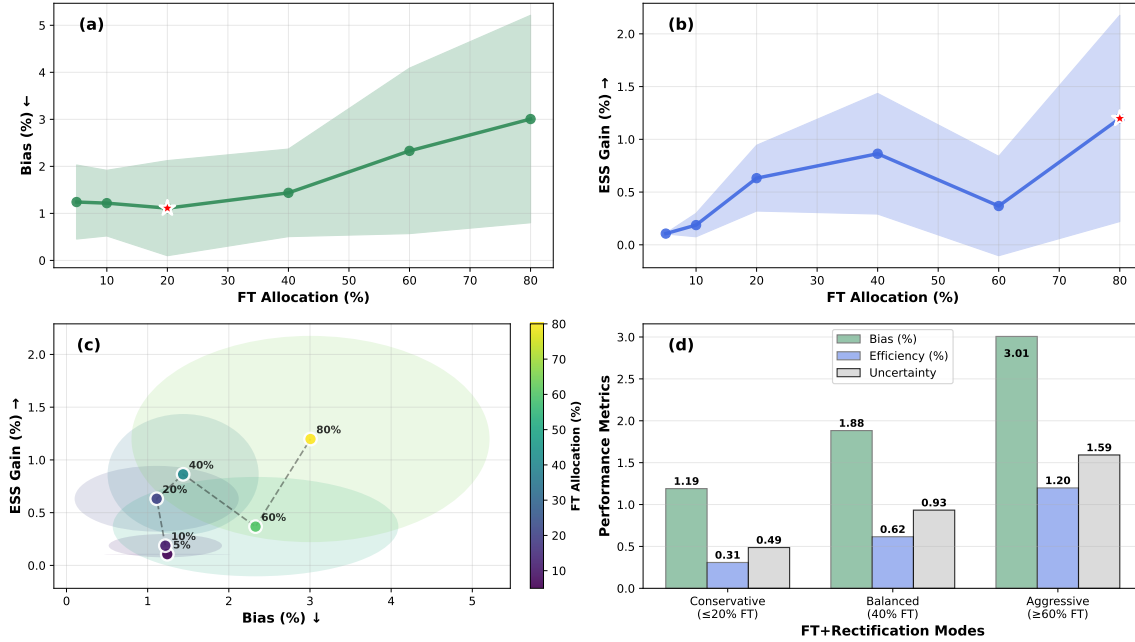 (a)
5
4
3
2
1
0
Bias (%) ←
10 20 30 40 50 60 70 80
FT Allocation (%)
(b)
2.0
1.5
1.0
0.5
0.0
ESS Gain (%) →
10 20 30 40 50 60 70 80
FT Allocation (%)
(c)
2.0
1.5
1.0
0.5
0.0
ESS Gain (%) →
80%
40%
20%
60%
10%
5%
0 1 2 3 4 5
Bias (%) ↓
80
70
60
50
40
30
20
10
FT Allocation (%)
(d)
Bias (%)
Efficiency (%)
Uncertainty
3.0
2.5
2.0
1.5
1.0
0.5
0.0
Performance Metrics
1.19
0.31
0.49
1.88
0.62
0.93
3.01
1.20
1.59
Conservative
(≤20% FT)
Balanced
(40% FT)
Aggressive
(≥60% FT)
FT+Rectification Modes